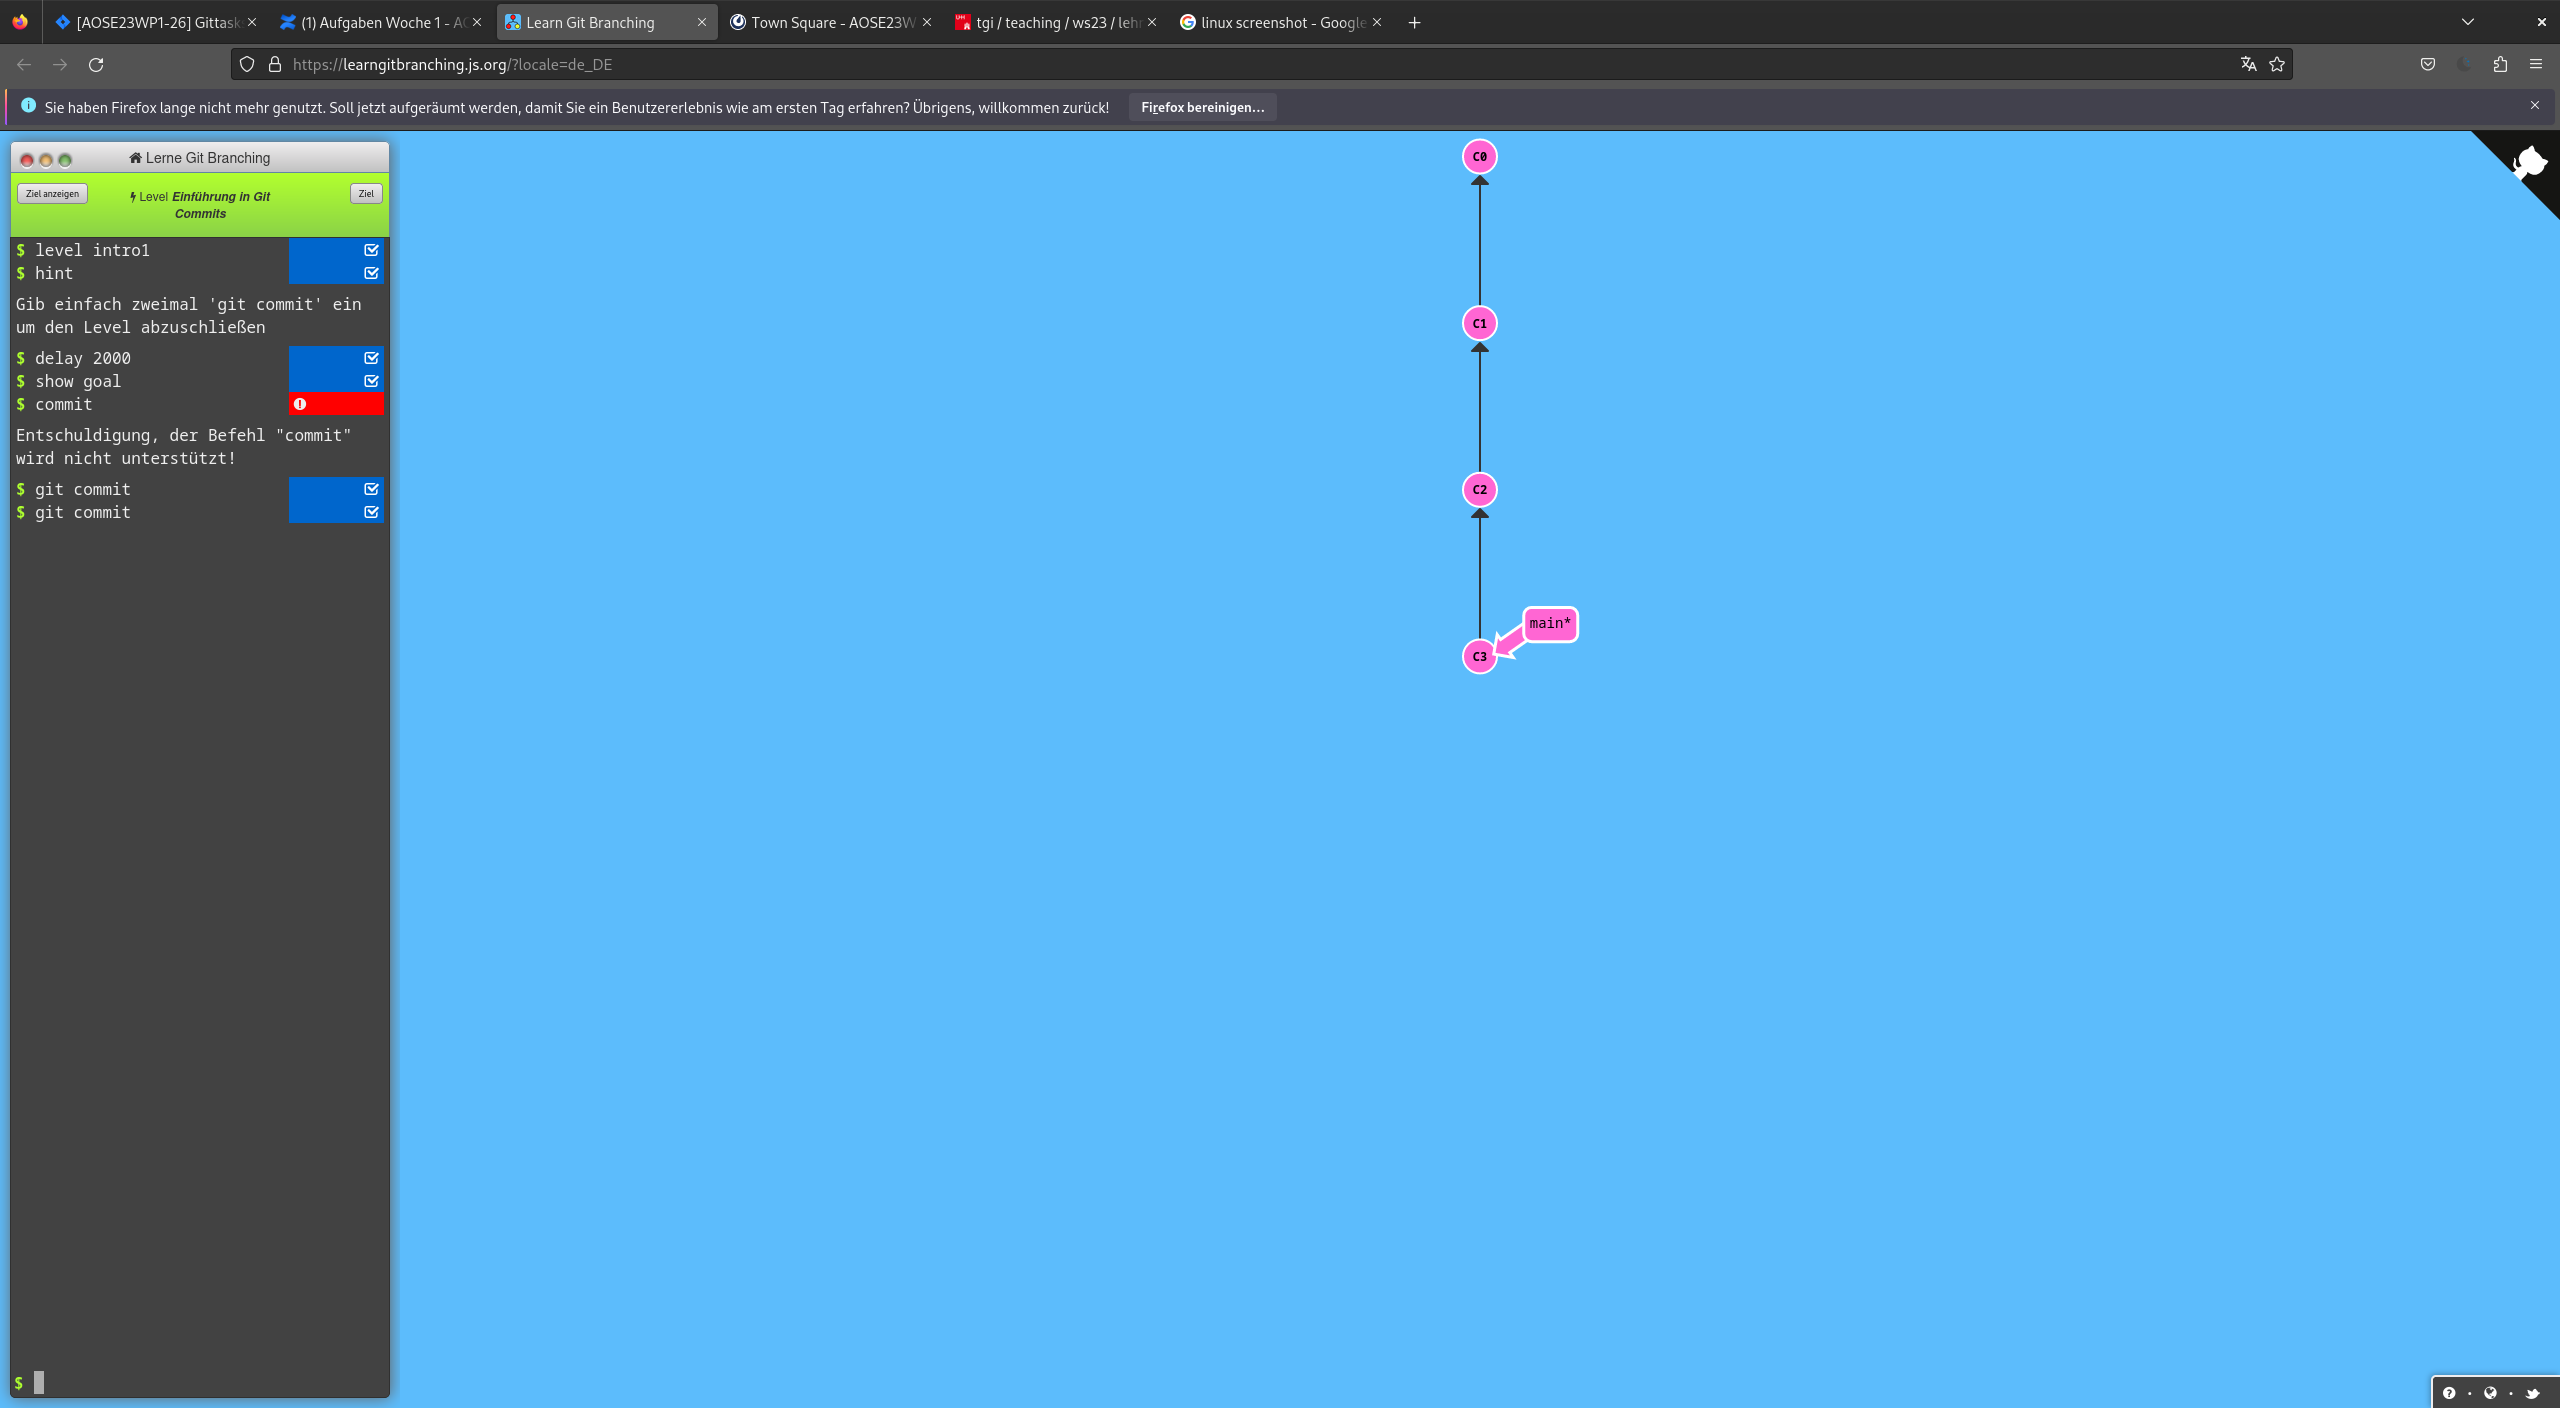 [AOSE23WP1-26] Gittask
(1) Aufgaben Woche 1 - AO
Learn Git Branching
Town Square - AOSE23W
tgi / teaching / ws23 / lehr
linux screenshot - Google
https://learngitbranching.js.org/?locale=de_DE
Sie haben Firefox lange nicht mehr genutzt. Soll jetzt aufgeräumt werden, damit Sie ein Benutzererlebnis wie am ersten Tag erfahren? Übrigens, willkommen zurück!
Firefox bereinigen...
Lerne Git Branching
Ziel anzeigen
Level Einführung in Git
Commits
Ziel
$ level intro1
$ hint
Gib einfach zweimal 'git commit' ein
um den Level abzuschließen
$ delay 2000
$ show goal
$ commit
Entschuldigung, der Befehl "commit"
wird nicht unterstützt!
$ git commit
$ git commit
$
C0
C1
C2
main*
C3